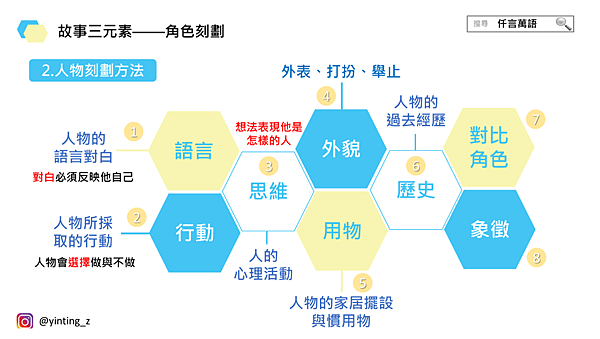 故事三元素——角色刻劃
搜尋 仟言萬語
2.人物刻劃方法
1
人物的
語言對白
對白必須反映他自己
語言
2
人物所採
取的行動
人物會選擇做與不做
行動
想法表現他是
怎樣的人
3
思維
人的
心理活動
外表、打扮、舉止
4
外貌
用物
5
人物的家居擺設
與慣用物
人物的
過去經歷
6
歷史
7
對比
角色
象徵
8
@yinting_z